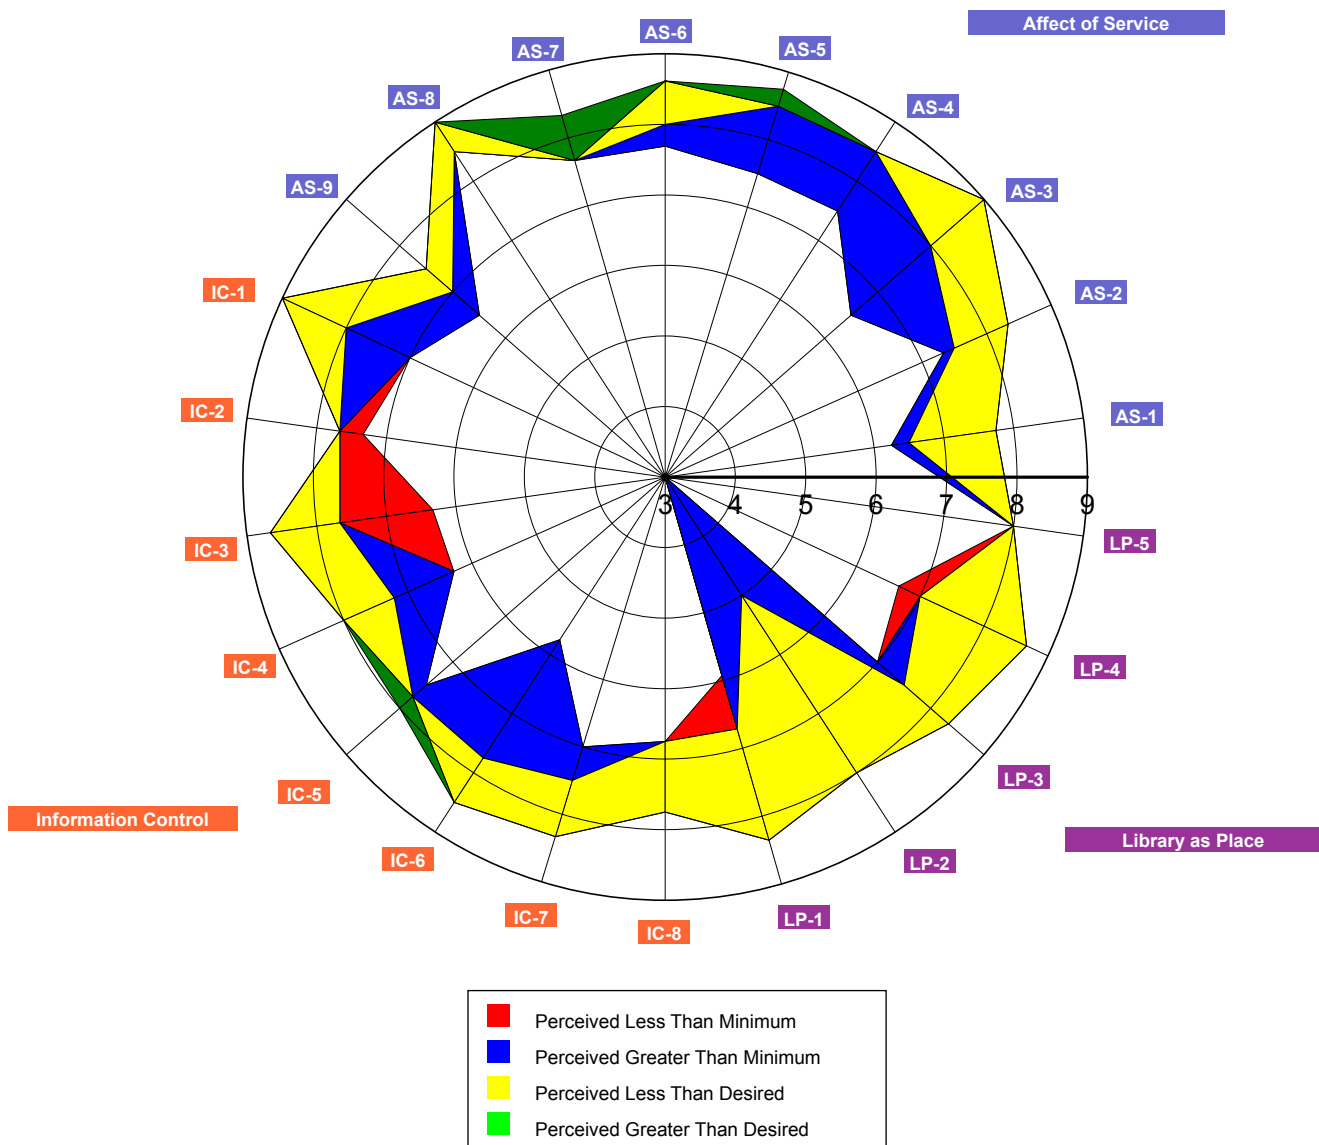 Affect of Service
AS-6
AS-7
AS-5
AS-8
AS-4
AS-9
AS-3
IC-1
AS-2
IC-2
AS-1
3 4 5 6 7 8 9
IC-3
LP-5
IC-4
LP-4
IC-5
LP-3
Information Control
Library as Place
IC-6
LP-2
IC-7
LP-1
IC-8
Perceived Less Than Minimum
Perceived Greater Than Minimum
Perceived Less Than Desired
Perceived Greater Than Desired